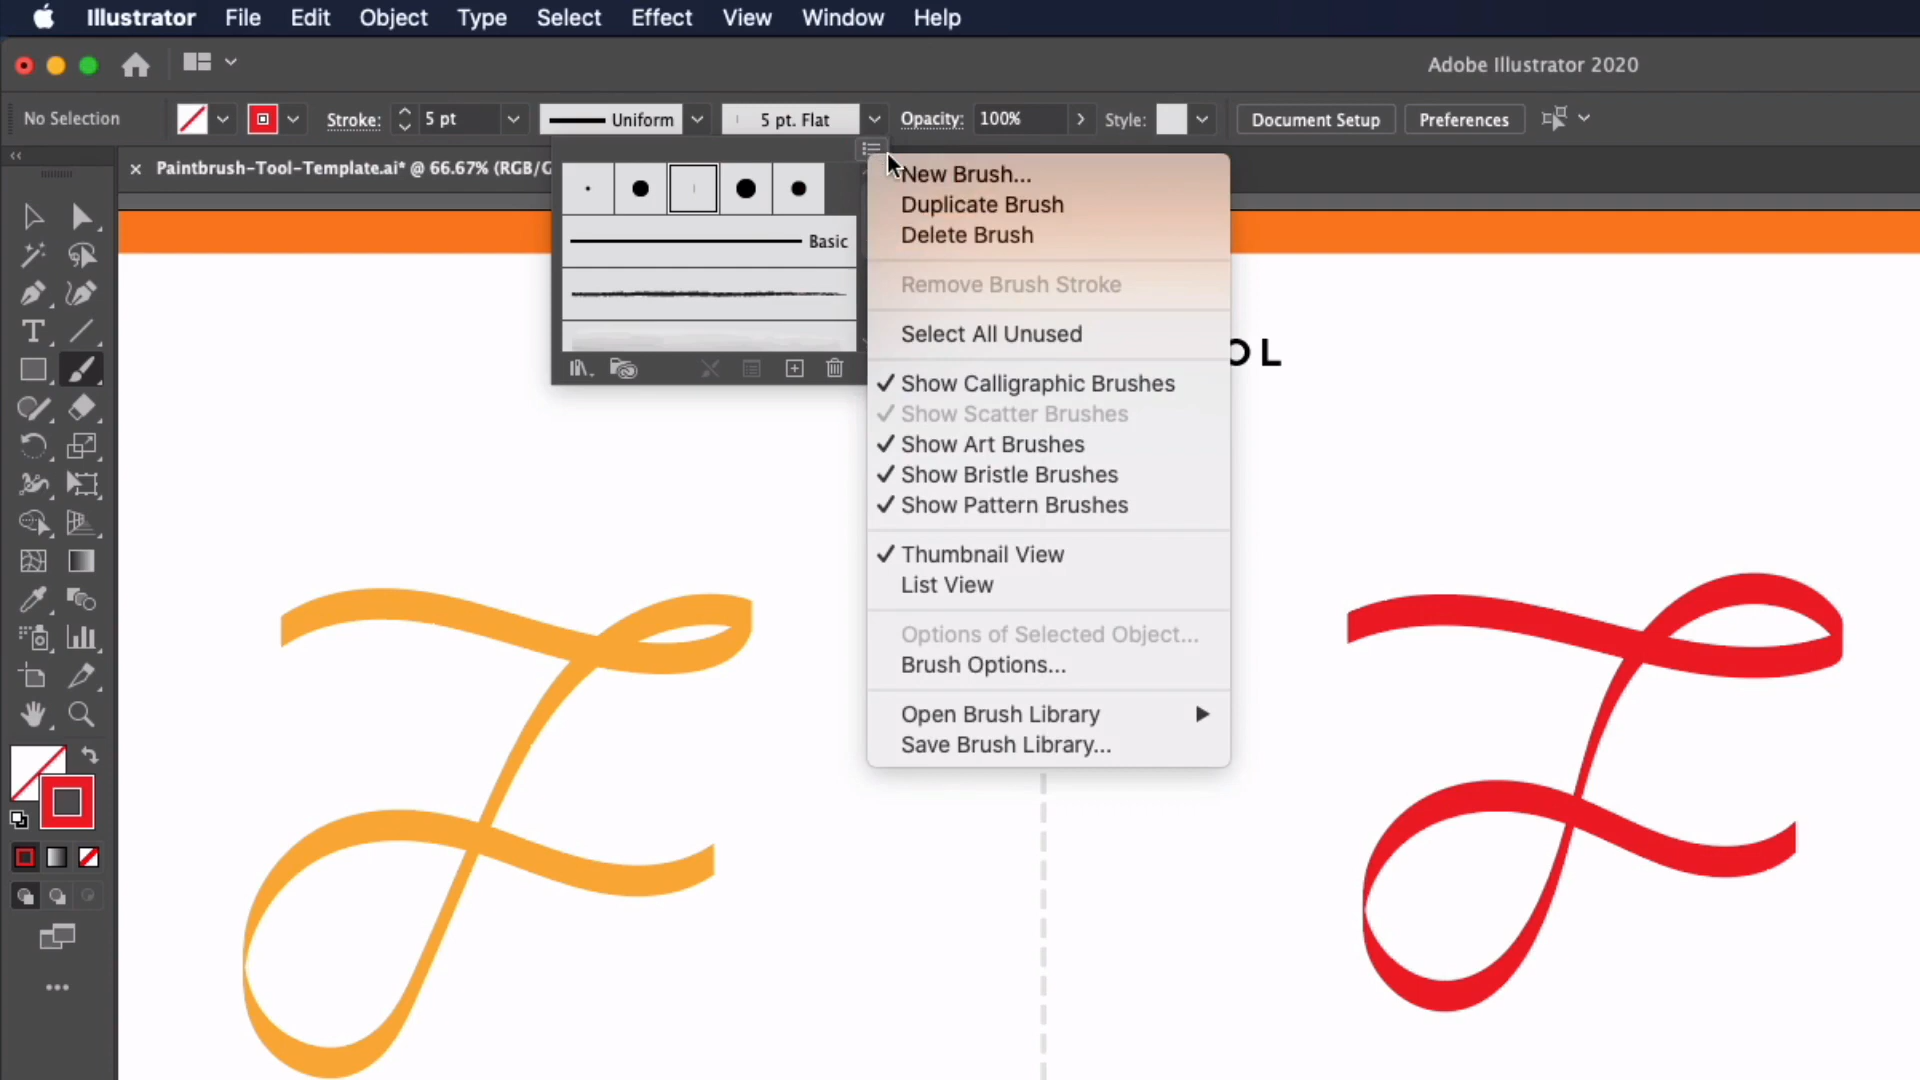 Illustrator File Edit Object Type Select Effect View Window Help
Adobe Illustrator 2020
No Selection Stroke: 5 pt Uniform 5 pt. Flat Opacity: 100% Style: Document Setup Preferences
Paintbrush-Tool-Template.ai* @ 66.67% (RGB/G
Basic
New Brush...
Duplicate Brush
Delete Brush
Remove Brush Stroke
Select All Unused
OL
Show Calligraphic Brushes
Show Scatter Brushes
Show Art Brushes
Show Bristle Brushes
Show Pattern Brushes
Thumbnail View
List View
Options of Selected Object...
Brush Options...
Open Brush Library
Save Brush Library...